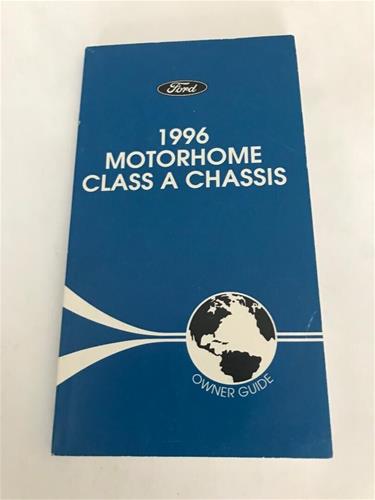 Ford
1996
MOTORHOME
CLASS A CHASSIS
OWNER GUIDE